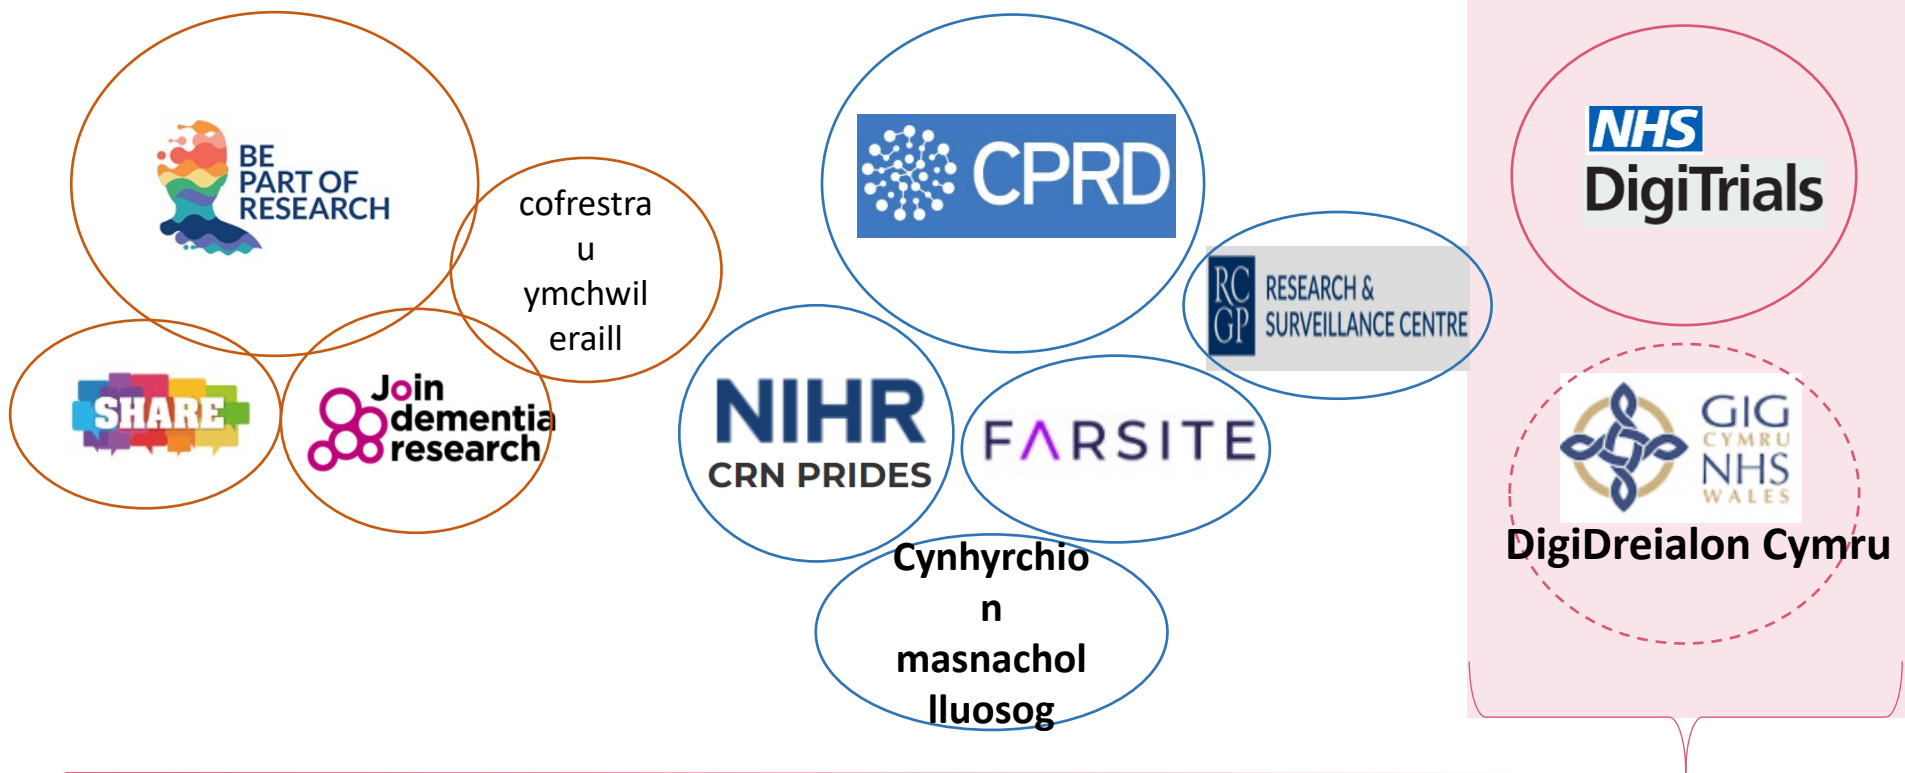 BE
PART OF
RESEARCH
cofrestra
u
ymchwil
eraill
SHARE
Join
dementia
research
CPRD
RC
GP
RESEARCH &
SURVEILLANCE CENTRE
NIHR
CRN PRIDES
FARSITE
Cynhyrchio
n
masnachol
lluosog
NHS
DigiTrials
GIG
CYMRU
NHS
WALES
DigiDreialon Cymru